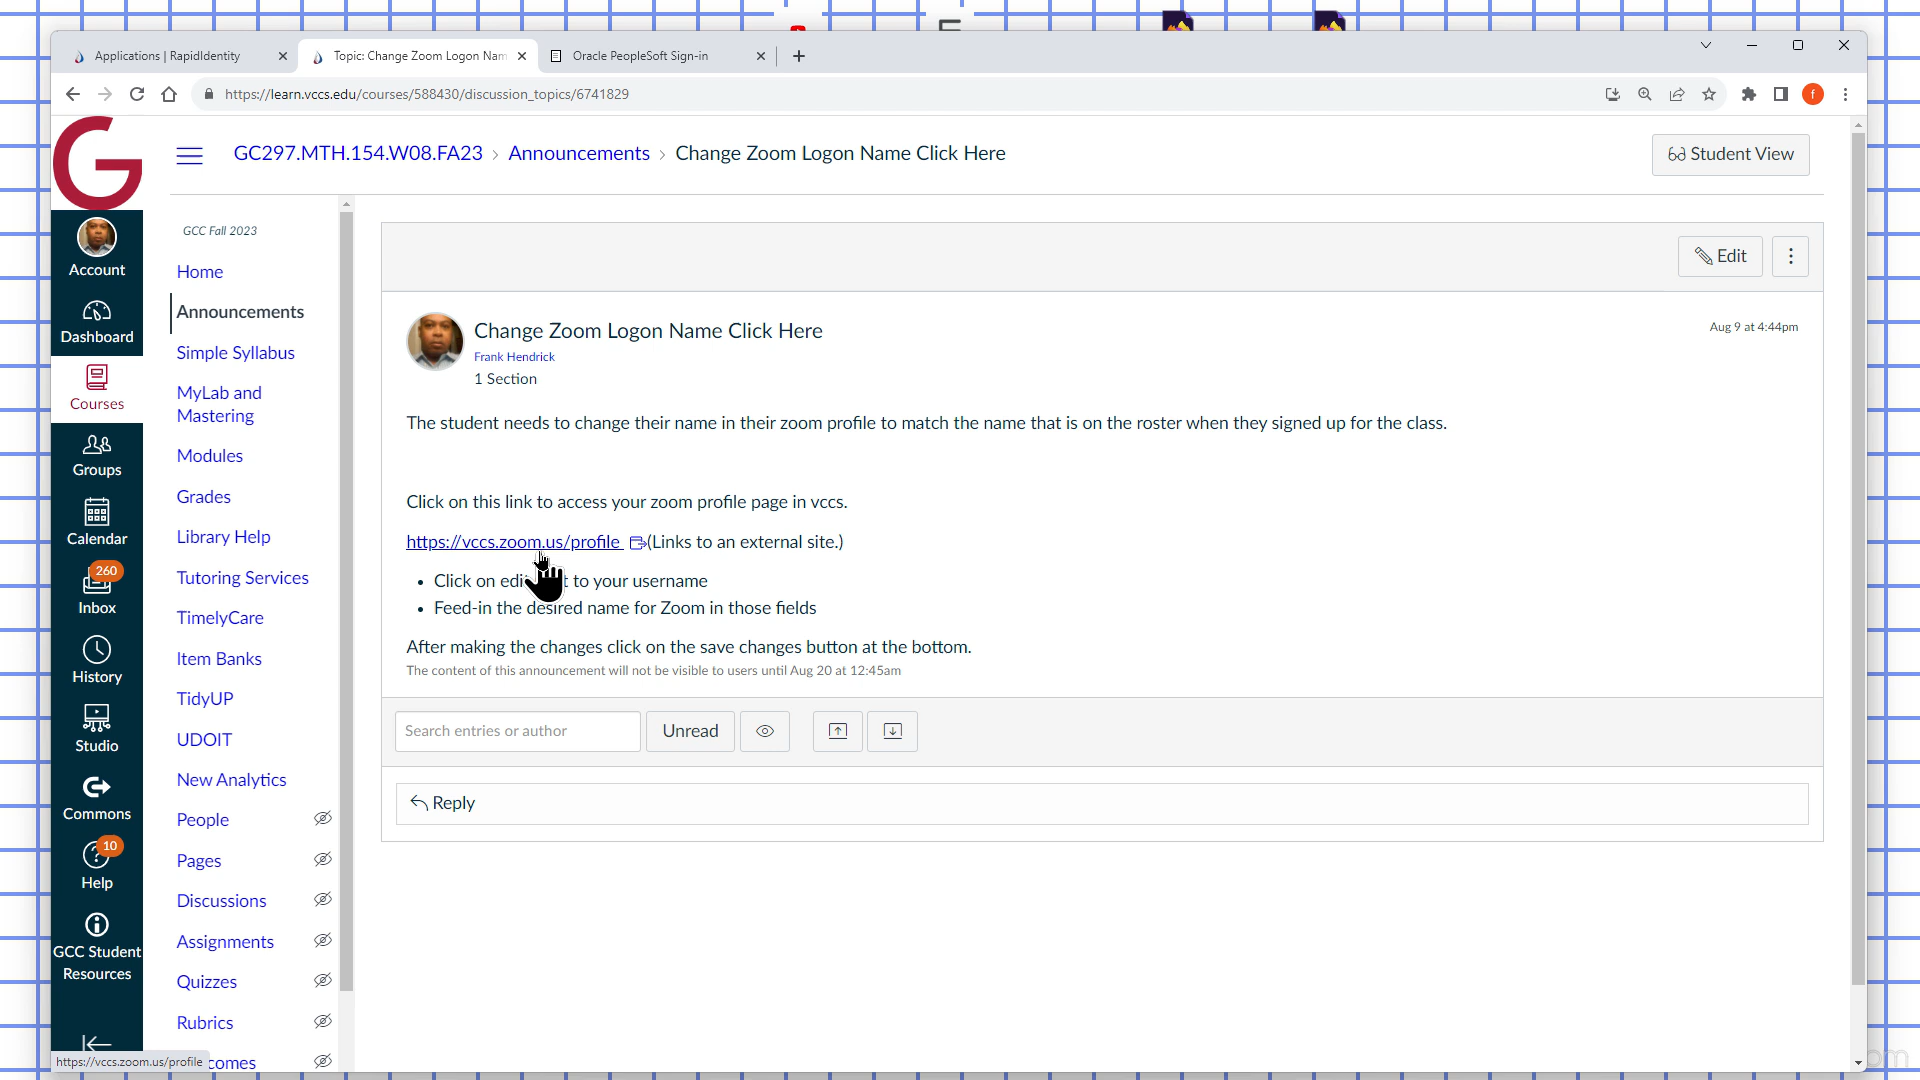 Applications | RapidIdentity
Topic: Change Zoom Logon Nam
Oracle PeopleSoft Sign-in
https://learn.vccs.edu/courses/588430/discussion_topics/6741829
f
G
GC297.MTH.154.W08.FA23 › Announcements › Change Zoom Logon Name Click Here
Student View
Account
Dashboard
Courses
Groups
Calendar
260
Inbox
History
Studio
Commons
10
Help
GCC Student
Resources
GCC Fall 2023
Home
Announcements
Simple Syllabus
MyLab and
Mastering
Modules
Grades
Library Help
Tutoring Services
TimelyCare
Item Banks
TidyUP
UDOIT
New Analytics
People
Pages
Discussions
Assignments
Quizzes
Rubrics
comes
Edit
Change Zoom Logon Name Click Here
Aug 9 at 4:44pm
Frank Hendrick
1 Section
The student needs to change their name in their zoom profile to match the name that is on the roster when they signed up for the class.
Click on this link to access your zoom profile page in vccs.
https://vccs.zoom.us/profile (Links to an external site.)
• Click on edi t to your username
• Feed-in the desired name for Zoom in those fields
After making the changes click on the save changes button at the bottom.
The content of this announcement will not be visible to users until Aug 20 at 12:45am
Search entries or author
Unread
Reply
https://vccs.zoom.us/profile